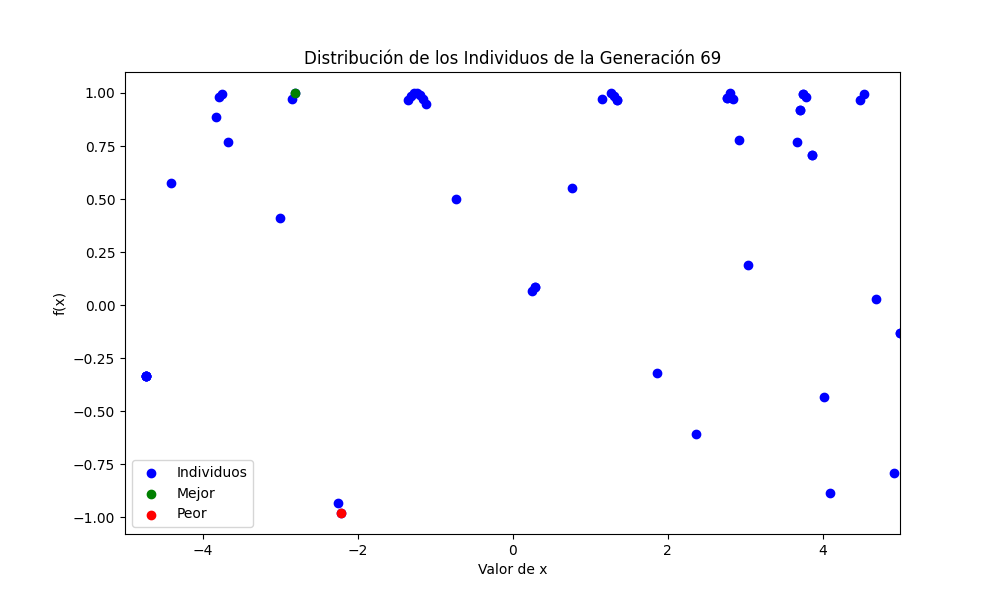 Distribución de los Individuos de la Generación 69
1.00
0.75
0.50
0.25
0.00
−0.25
−0.50
−0.75
−1.00
f(x)
Individuos
Mejor
Peor
−4
−2
0
2
4
Valor de x